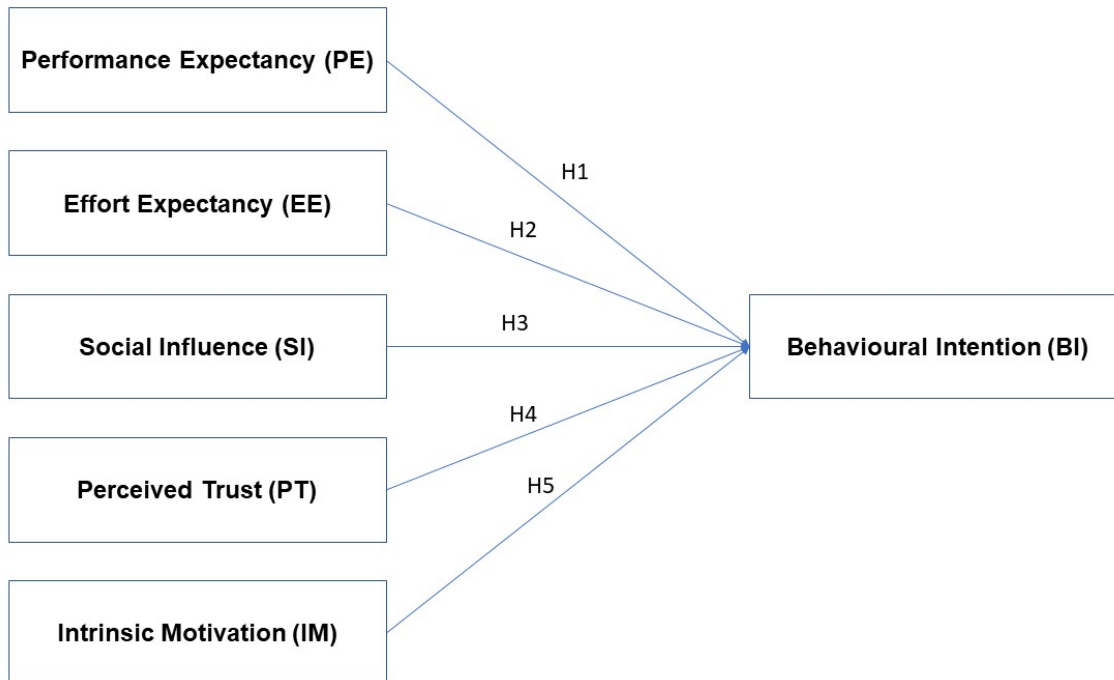 Performance Expectancy (PE)
H1
Effort Expectancy (EE)
H2
Social Influence (SI)
H3
Behavioural Intention (BI)
H4
Perceived Trust (PT)
H5
Intrinsic Motivation (IM)